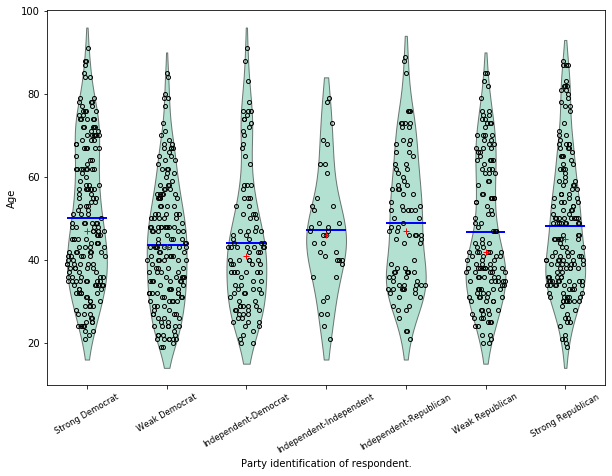 100
80
60
40
20
Age
Strong Democrat
Weak Democrat
Independent-Democrat
Independent-Independent
Independent-Republican
Weak Republican
Strong Republican
Party identification of respondent.